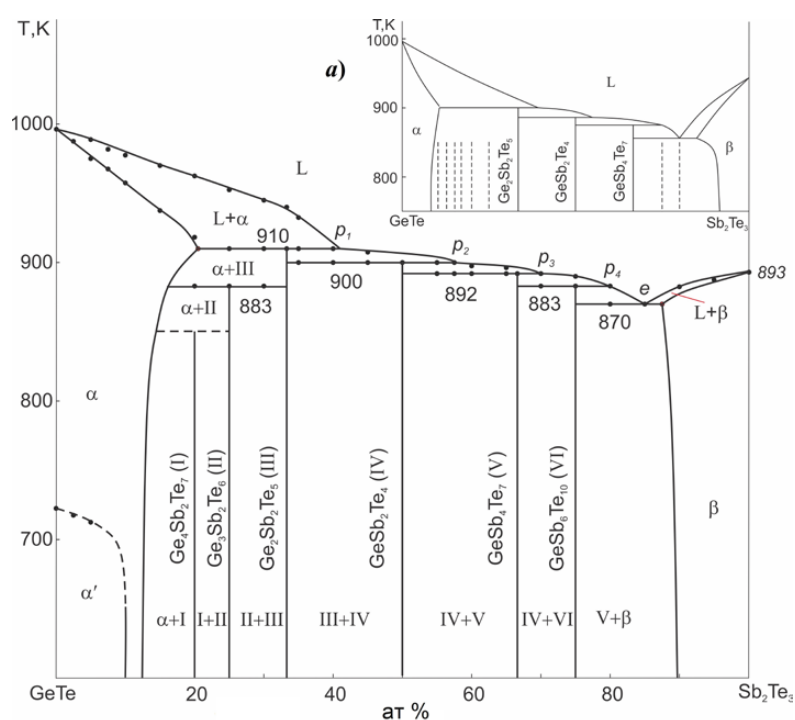 T,K
1000
900
800
700
GeTe
20
40
60
80
Sb₂Te₃
ат %
a)
L
L+α
910
p₁
p₂
p₃
p₄
e
893
α+III
900
892
883
870
L+β
α+II
883
α
α′
β
Ge₄Sb₂Te₇ (I)
Ge₃Sb₂Te₆ (II)
Ge₂Sb₂Te₅ (III)
GeSb₂Te₄ (IV)
GeSb₄Te₇ (V)
GeSb₆Te₁₀ (VI)
α+I
I+II
II+III
III+IV
IV+V
IV+VI
V+β
T,K
1000
900
800
L
α
β
Ge₂Sb₂Te₅
GeSb₂Te₄
GeSb₄Te₇
GeTe
Sb₂Te₃